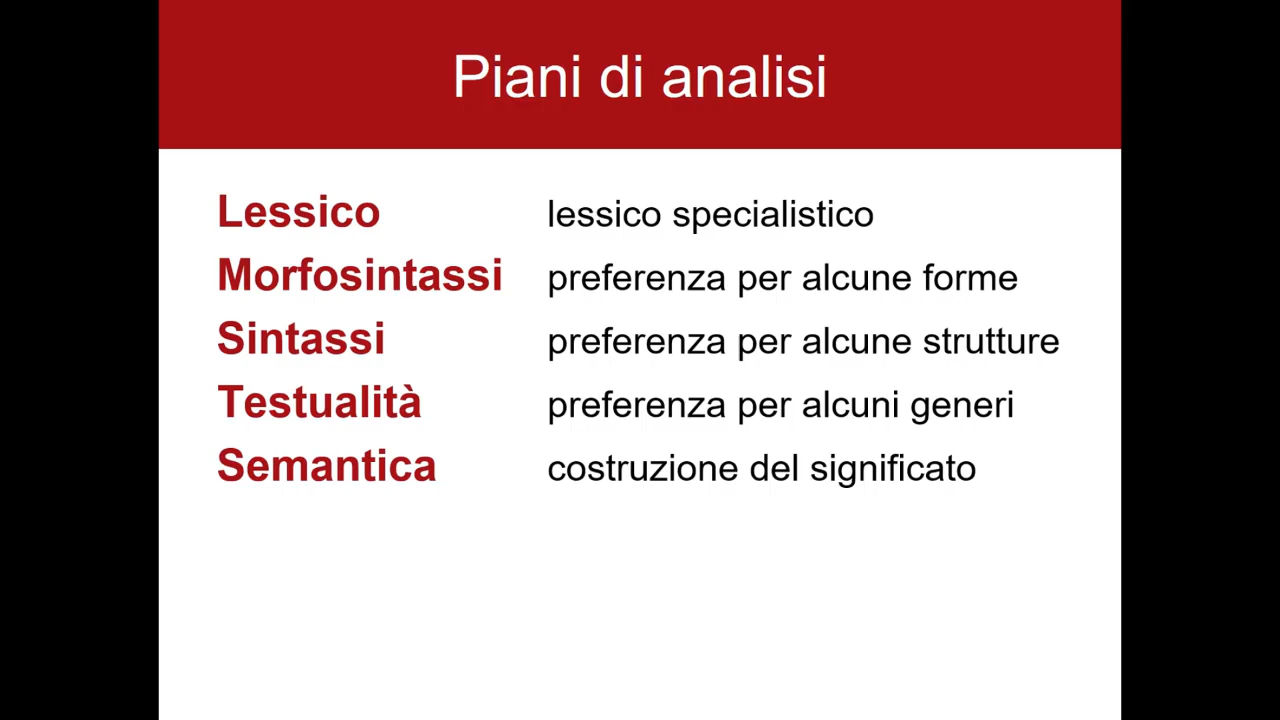 Piani di analisi
Lessico lessico specialistico
Morfosintassi preferenza per alcune forme
Sintassi preferenza per alcune strutture
Testualità preferenza per alcuni generi
Semantica costruzione del significato